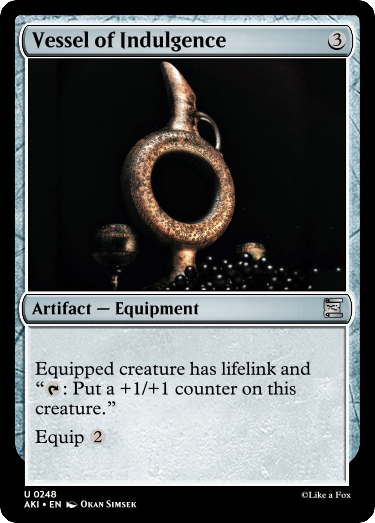 Vessel of Indulgence 3
Artifact — Equipment
Equipped creature has lifelink and
“: Put a +1/+1 counter on this
creature.”
Equip 2
U 0248
AKI • EN Okan Simsek
©Like a Fox